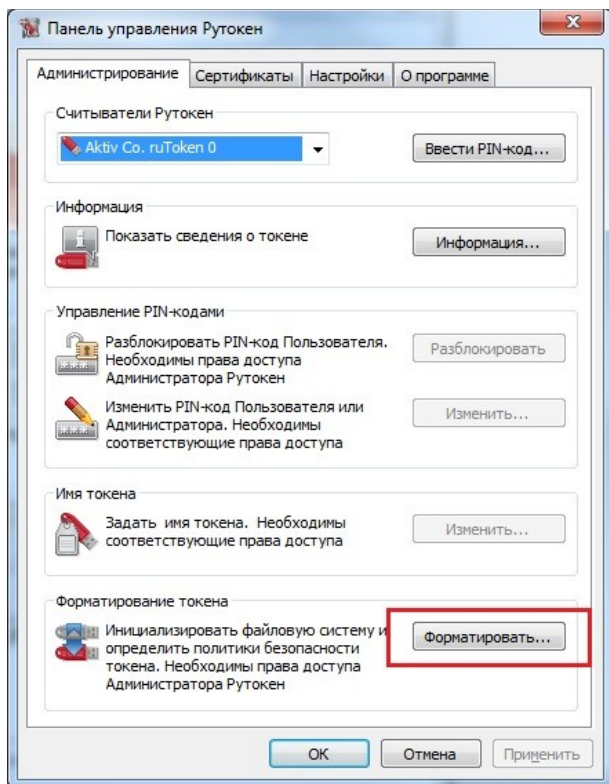 Панель управления Рутокен
Администрирование Сертификаты Настройки О программе
Считыватели Рутокен
Aktiv Co. ruToken 0
Ввести PIN-код...
Информация
Показать сведения о токене
Информация...
Управление PIN-кодами
Разблокировать PIN-код Пользователя.
Необходимы права доступа
Администратора Рутокен
Разблокировать
Изменить PIN-код Пользователя или
Администратора. Необходимы
соответствующие права доступа
Изменить...
Имя токена
Задать имя токена. Необходимы
соответствующие права доступа
Изменить...
Форматирование токена
Инициализировать файловую систему и
определить политики безопасности
токена. Необходимы права доступа
Администратора Рутокен
Форматировать...
OK Отмена Применить